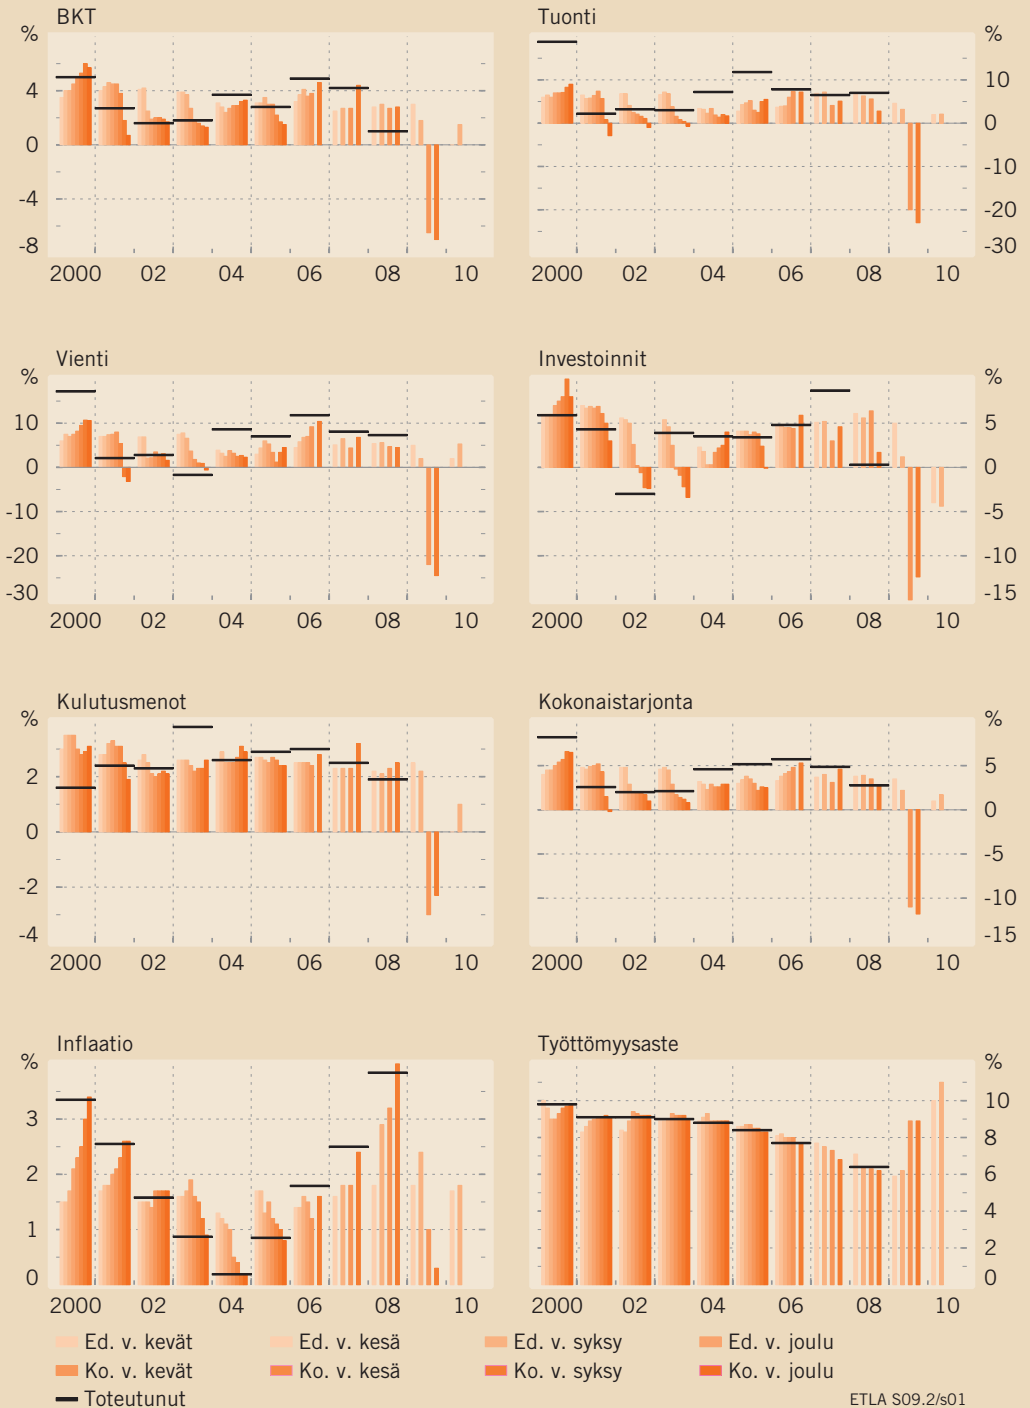 BKT
Tuonti
%
%
4
0
-4
-8
10
0
-10
-20
-30
2000 02 04 06 08 10
2000 02 04 06 08 10
Vienti
Investoinnit
%
%
10
0
-10
-20
-30
5
0
-5
-10
-15
2000 02 04 06 08 10
2000 02 04 06 08 10
Kulutusmenot
Kokonaistarjonta
%
%
2
0
-2
-4
5
0
-5
-10
-15
2000 02 04 06 08 10
2000 02 04 06 08 10
Inflaatio
Työttömyysaste
%
%
3
2
1
0
10
8
6
4
2
0
2000 02 04 06 08 10
2000 02 04 06 08 10
Ed. v. kevät Ed. v. kesä Ed. v. syksy Ed. v. joulu
Ko. v. kevät Ko. v. kesä Ko. v. syksy Ko. v. joulu
Toteutunut
ETLA S09.2/s01